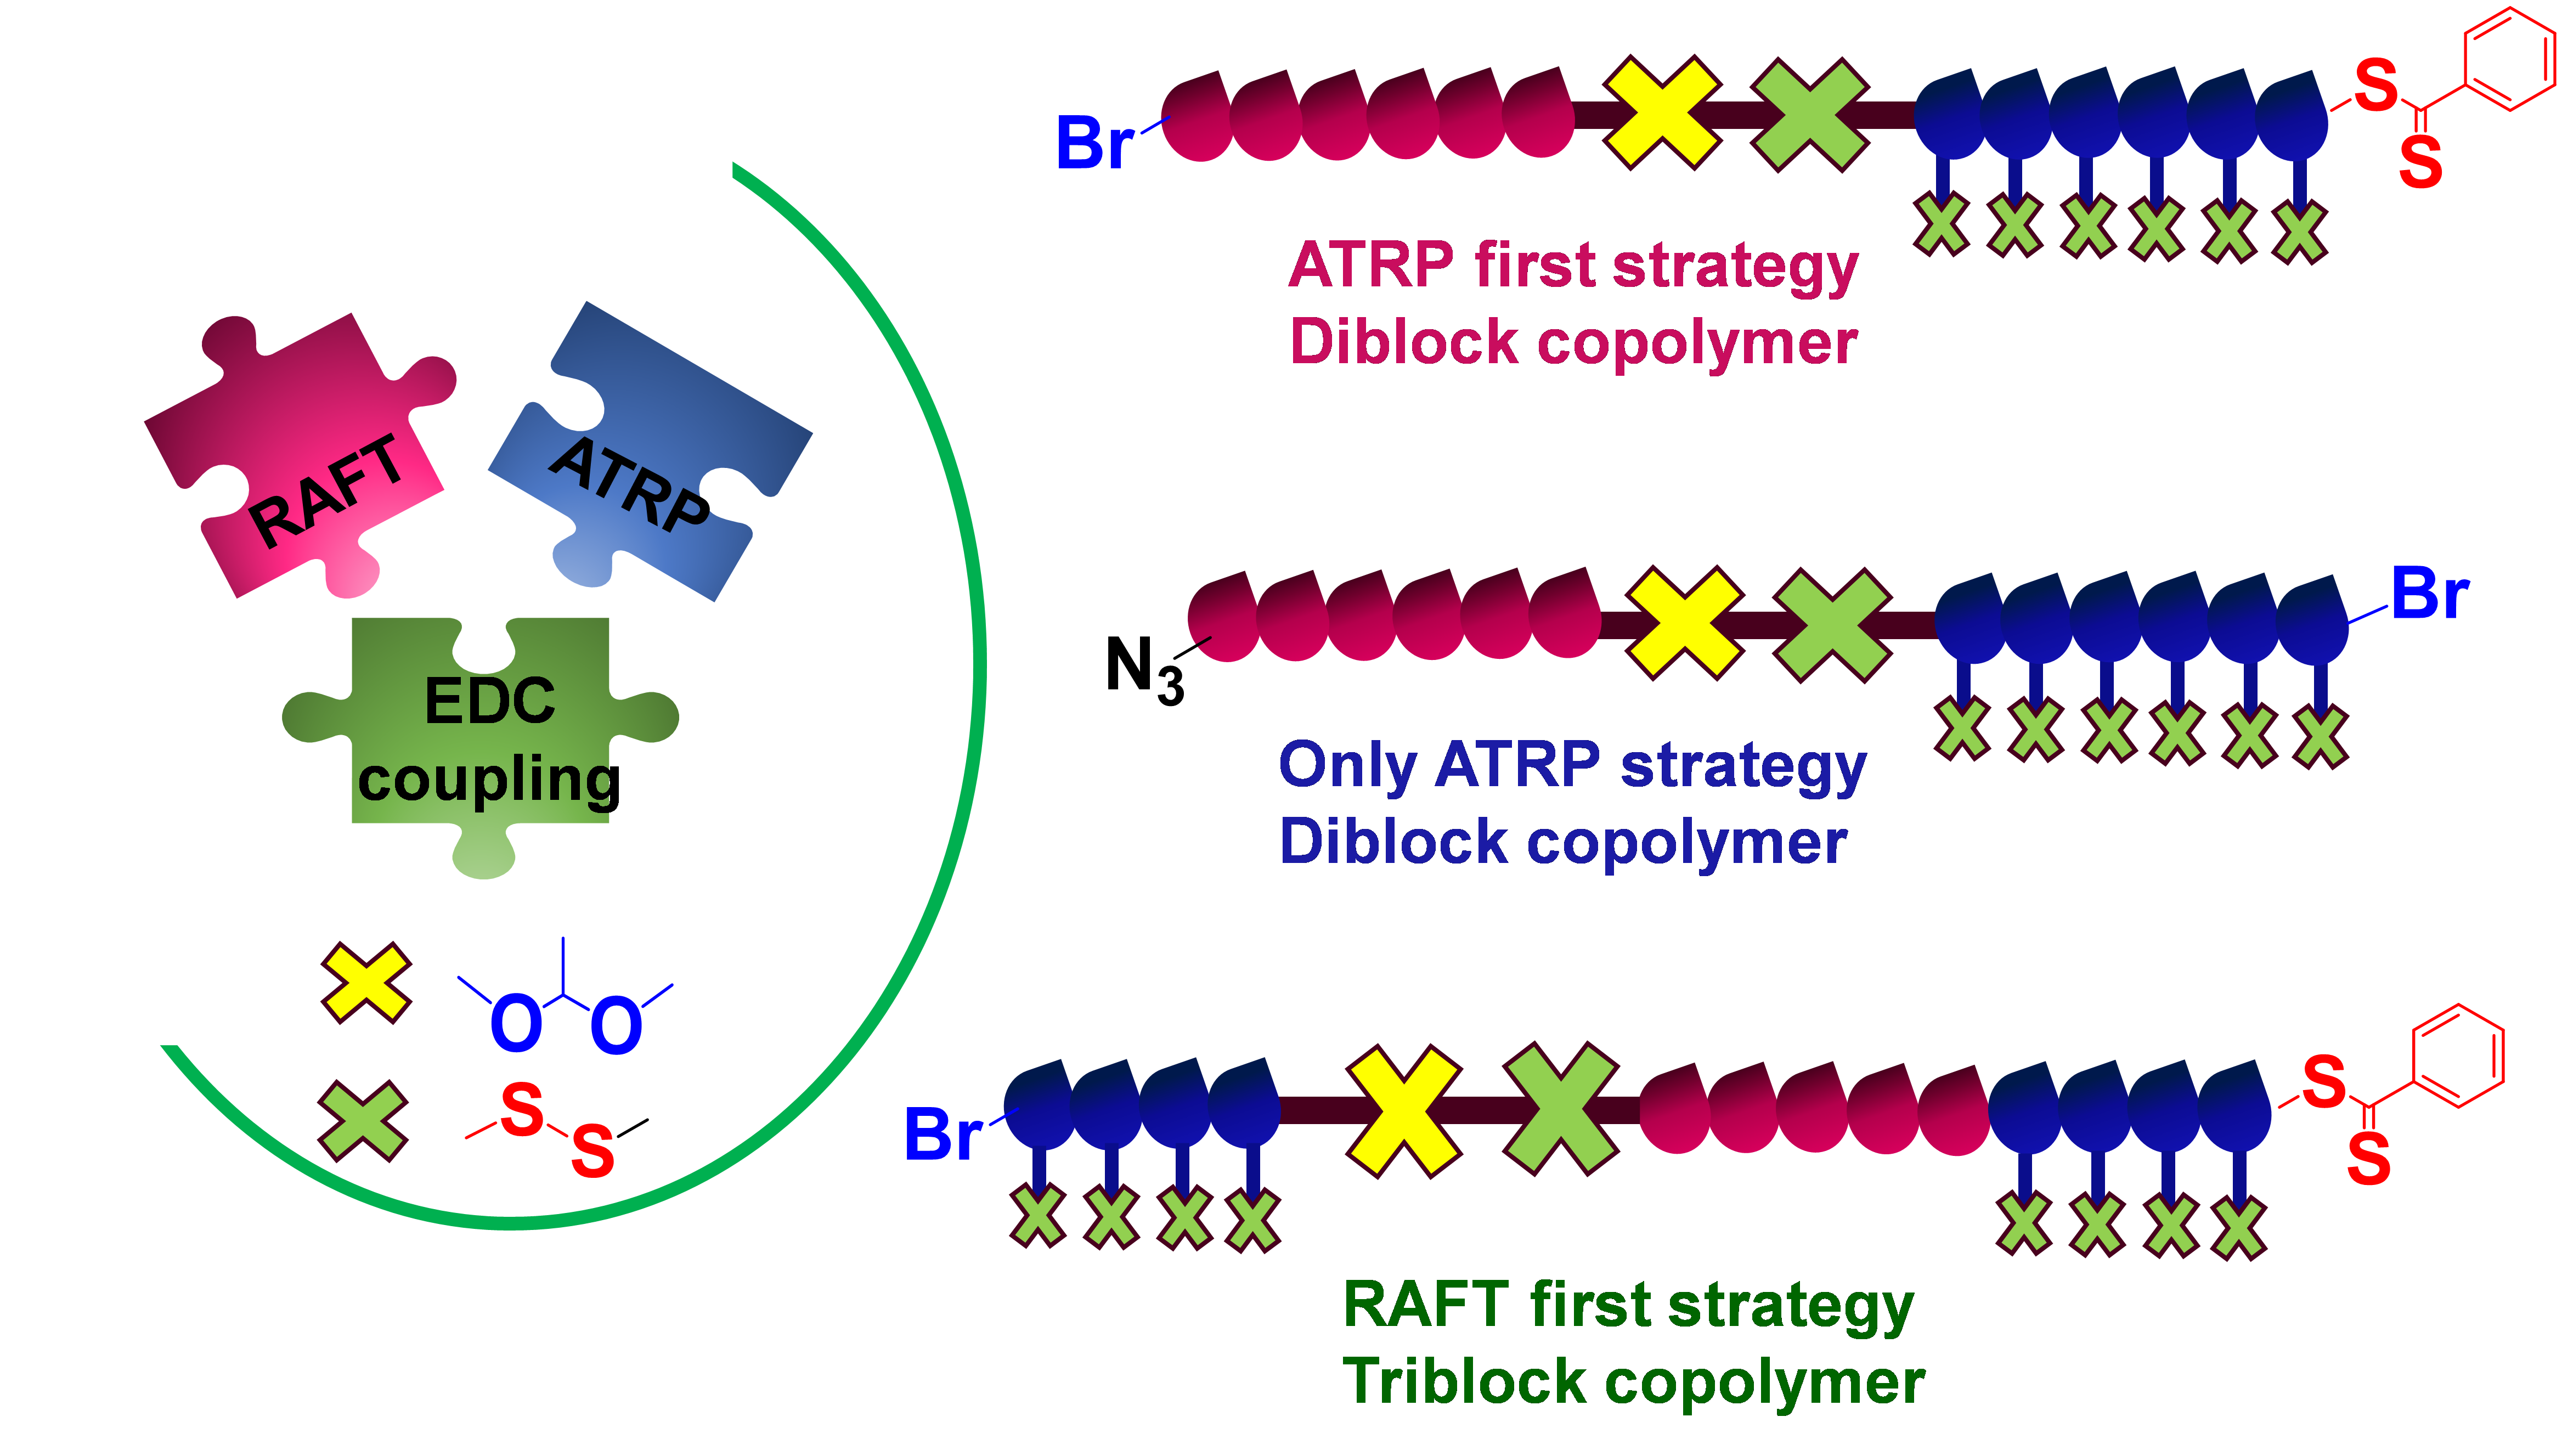 RAFT
ATRP
EDC
coupling
O O
S
S
Br
S
S
ATRP first strategy
Diblock copolymer
N3
Br
Only ATRP strategy
Diblock copolymer
Br
S
S
RAFT first strategy
Triblock copolymer